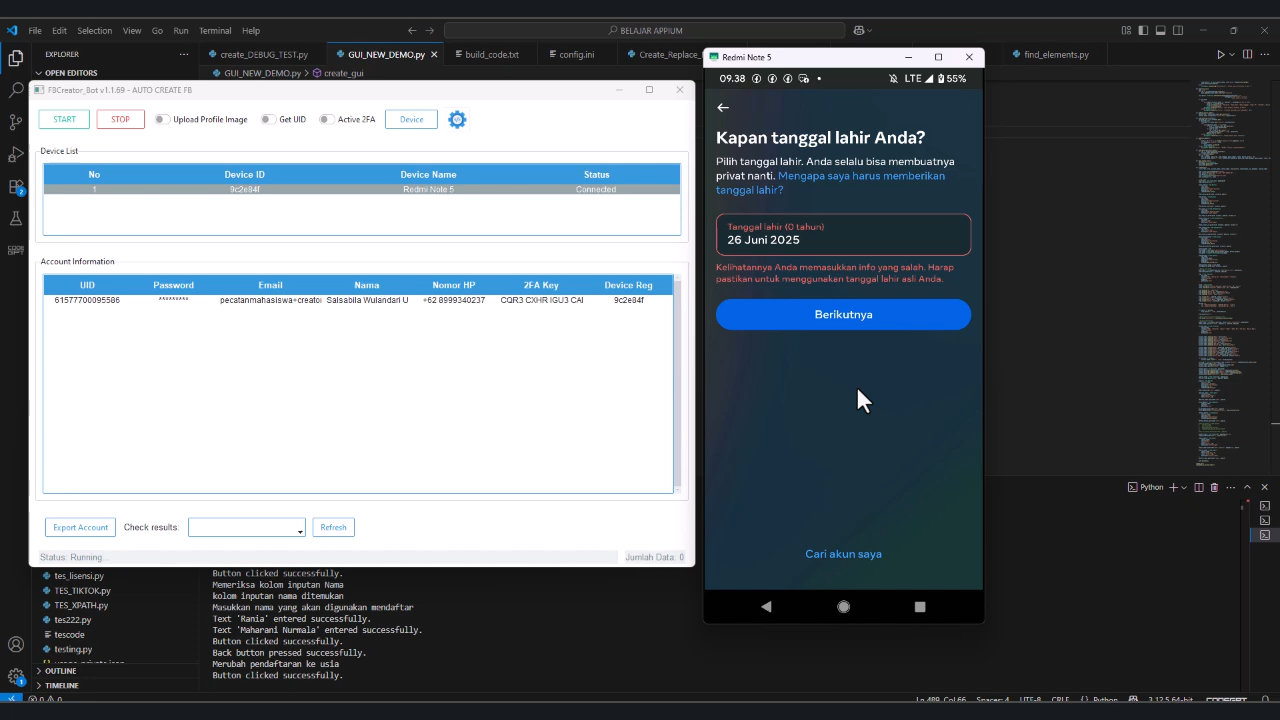 File Edit Selection View Go Run Terminal Help
BELAJAR APPIUM
EXPLORER
OPEN EDITORS
create_DEBUG_TEST.py
GUI_NEW_DEMO.py
build_code.txt
config.ini
Create_Replace_
find_elements.py
GUI_NEW_DEMO.py > create_gui
FBCreator_Bot v1.1.69 - AUTO CREATE FB
START STOP Upload Profile Image Get UID Active 2FA Device
Device List
No Device ID Device Name Status
1 9c2e84f Redmi Note 5 Connected
Account Information
UID Password Email Nama Nomor HP 2FA Key Device Reg
61577700095586 ********* pecatanmahasiswa+creator Salsabila Wulandari U +62 8999340237 CQR3 CXHR IGU3 CAI 9c2e84f
Export Account Check results: Refresh
Status: Running...
Jumlah Data: 0
Redmi Note 5
09.38 LTE 55%
Kapan tanggal lahir Anda?
Pilih tanggal lahir. Anda selalu bisa membuatnya
privat nanti. Mengapa saya harus memberikan
tanggal lahir?
Tanggal lahir (0 tahun)
26 Juni 2025
Kelihatannya Anda memasukkan info yang salah. Harap
pastikan untuk menggunakan tanggal lahir asli Anda.
Berikutnya
Cari akun saya
Python
tes_lisensi.py
TES_TIKTOK.py
TES_XPATH.py
tes222.py
tescode
testing.py
OUTLINE
TIMELINE
Button clicked successfully.
Memeriksa kolom inputan Nama
kolom inputan nama ditemukan
Masukkan nama yang akan digunakan mendaftar
Text 'Rania' entered successfully.
Text 'Maharani Nurmala' entered successfully.
Button clicked successfully.
Back button pressed successfully.
Merubah pendaftaran ke usia
Button clicked successfully.